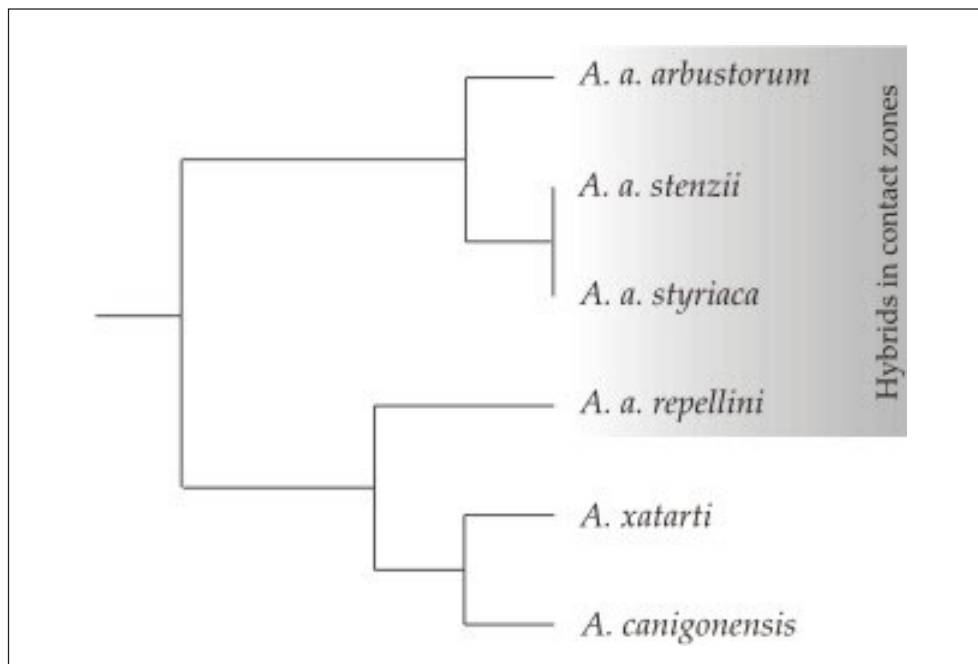 A. a. arbustorum
A. a. stenzii
A. a. styriaca
A. a. repellini
A. xatarti
A. canigonensis
Hybrids in contact zones